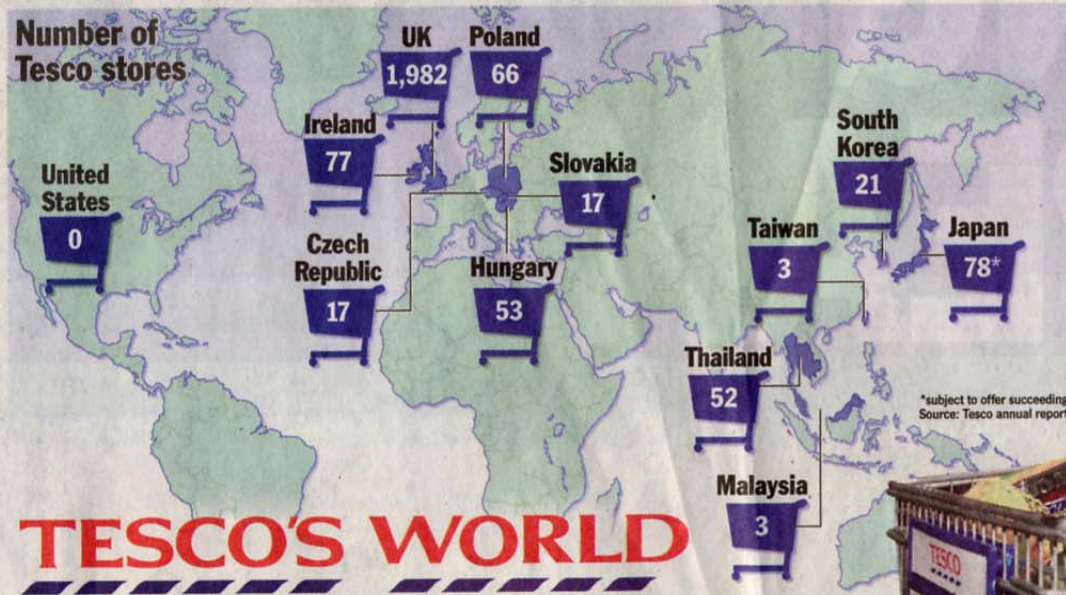 Number of
Tesco stores
UK
1,982
Poland
66
Ireland
77
South
Korea
21
United
States
0
Slovakia
17
Czech
Republic
17
Hungary
53
Taiwan
3
Japan
78*
Thailand
52
*subject to offer succeeding
Source: Tesco annual report
Malaysia
3
TESCO'S WORLD
TESCO